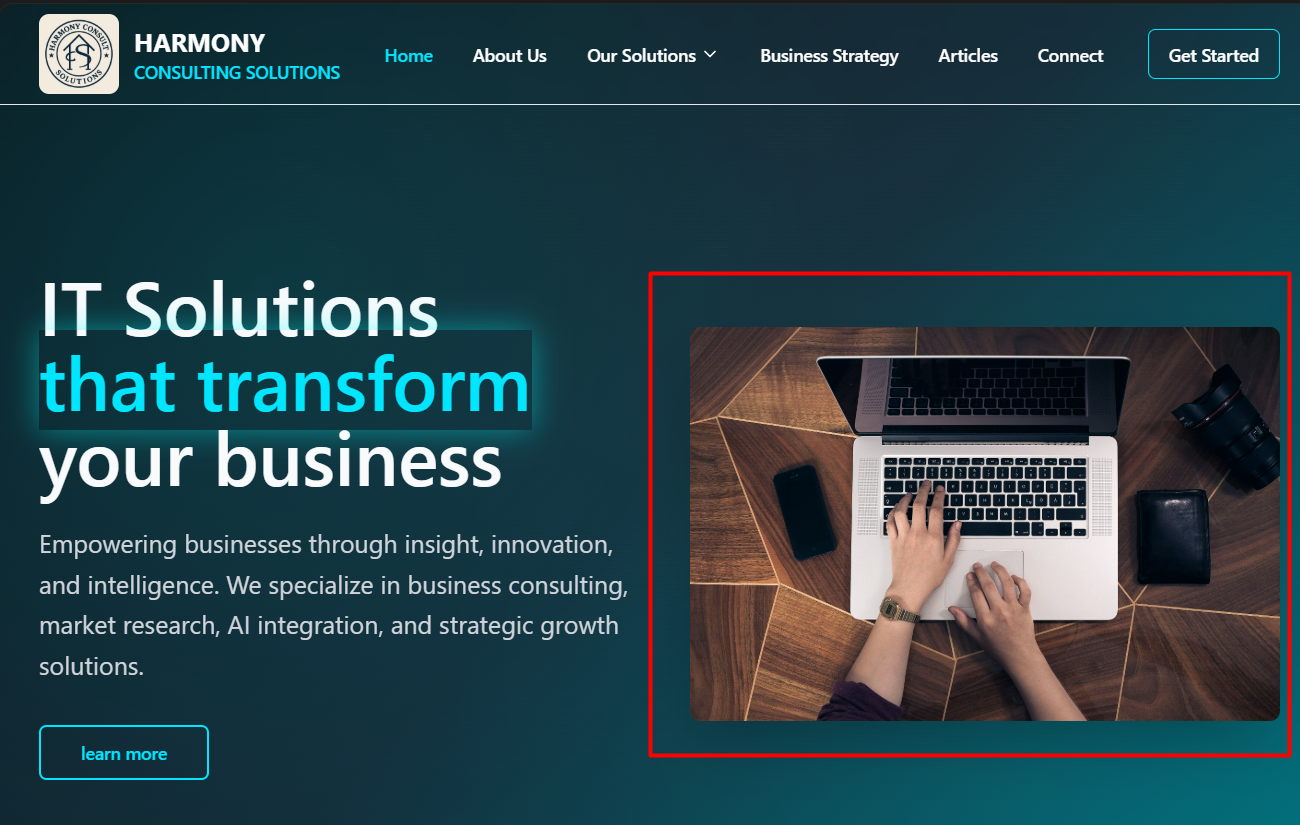 HARMONY CONSULT
SOLUTIONS
HARMONY
CONSULTING SOLUTIONS
Home
About Us
Our Solutions
Business Strategy
Articles
Connect
Get Started
IT Solutions
that transform
your business
Empowering businesses through insight, innovation,
and intelligence. We specialize in business consulting,
market research, AI integration, and strategic growth
solutions.
learn more